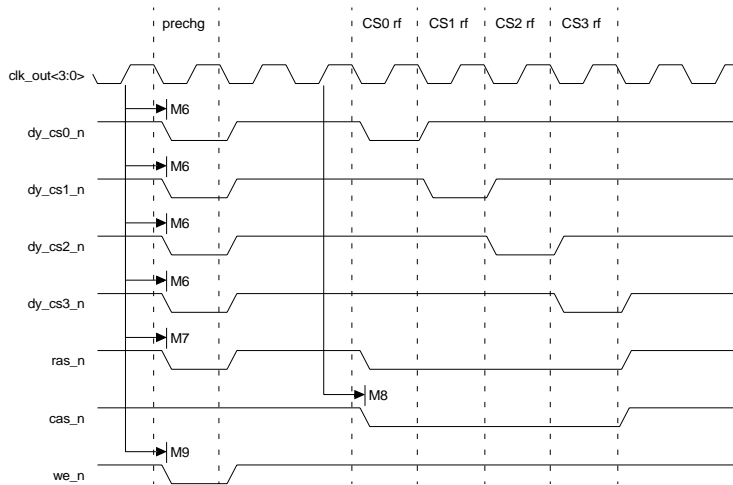 prechg CS0 rf CS1 rf CS2 rf CS3 rf
clk_out<3:0>
M6
dy_cs0_n
M6
dy_cs1_n
M6
dy_cs2_n
M6
dy_cs3_n
M7
ras_n
M8
cas_n
M9
we_n